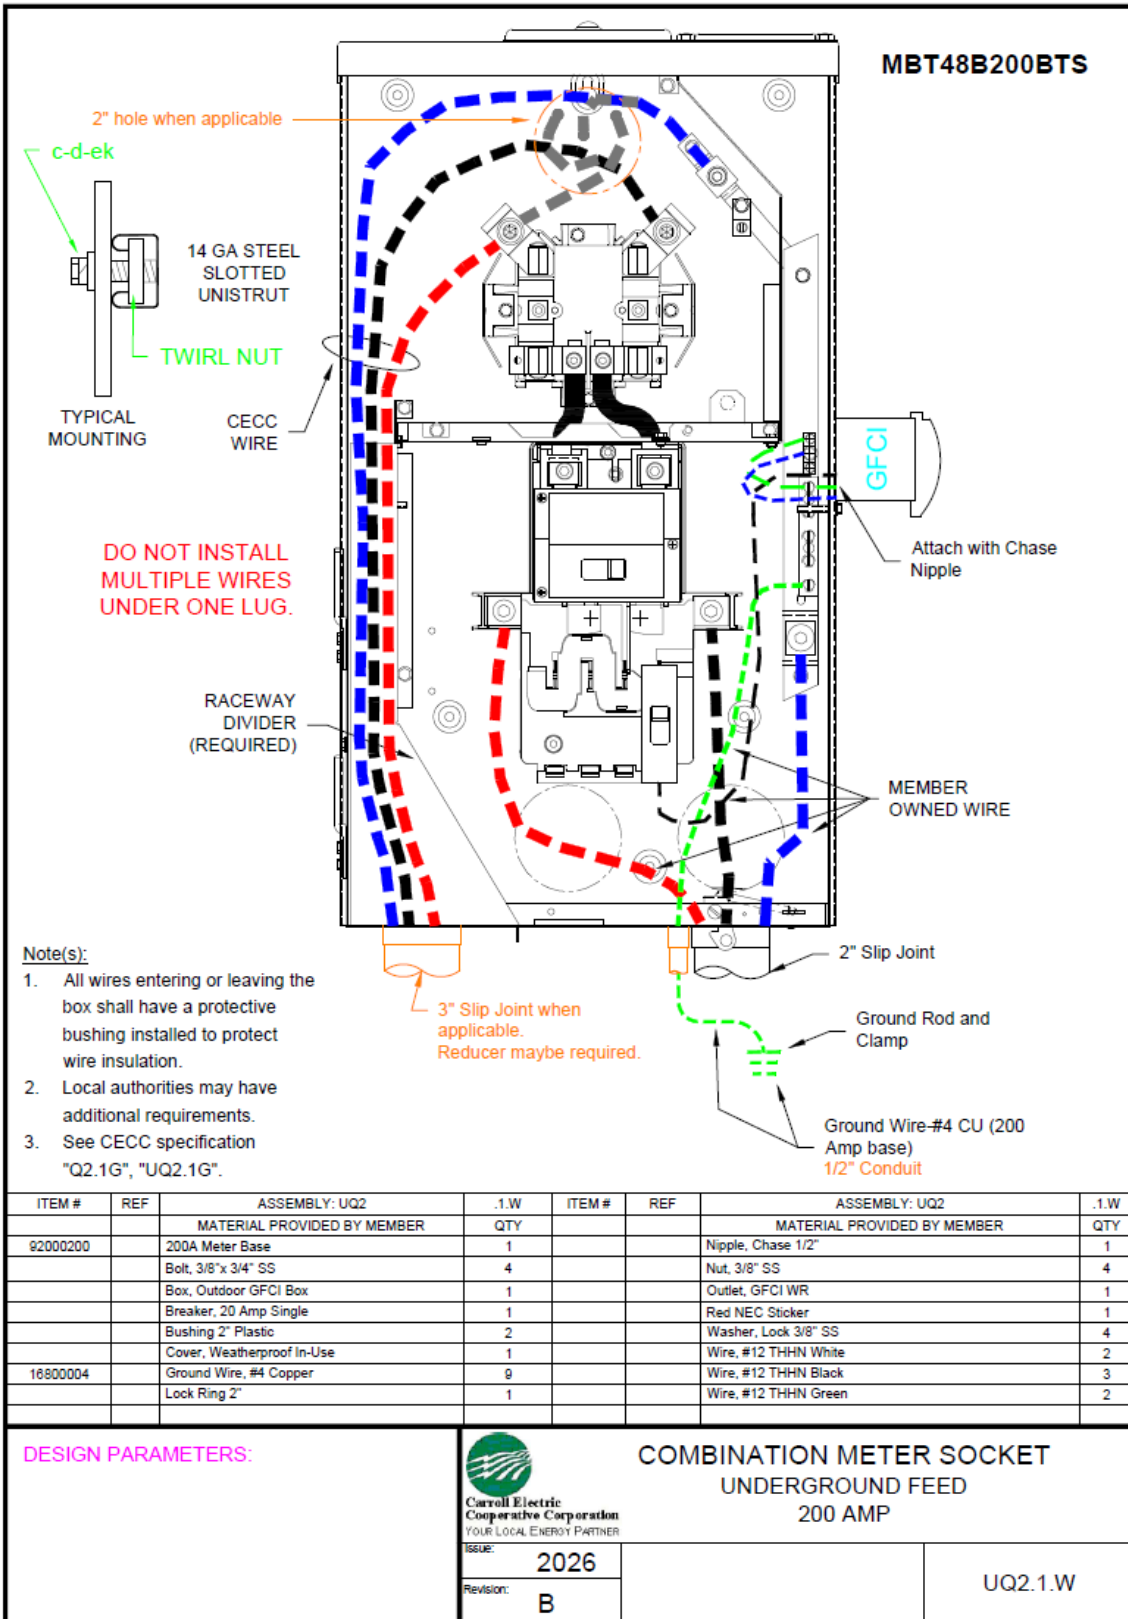 MBT48B200BTS
2" hole when applicable
c-d-ek
14 GA STEEL
SLOTTED
UNISTRUT
TWIRL NUT
TYPICAL
MOUNTING
CECC
WIRE
GFCI
DO NOT INSTALL
MULTIPLE WIRES
UNDER ONE LUG.
Attach with Chase
Nipple
RACEWAY
DIVIDER
(REQUIRED)
MEMBER
OWNED WIRE
2" Slip Joint
3" Slip Joint when
applicable.
Reducer maybe required.
Ground Rod and
Clamp
Ground Wire-#4 CU (200
Amp base)
1/2" Conduit
Note(s):
1. All wires entering or leaving the
box shall have a protective
bushing installed to protect
wire insulation.
2. Local authorities may have
additional requirements.
3. See CECC specification
"Q2.1G", "UQ2.1G".
ITEM # REF ASSEMBLY: UQ2 .1.W ITEM # REF ASSEMBLY: UQ2 .1.W
MATERIAL PROVIDED BY MEMBER QTY MATERIAL PROVIDED BY MEMBER QTY
92000200 200A Meter Base 1 Nipple, Chase 1/2" 1
Bolt, 3/8"x 3/4" SS 4 Nut, 3/8" SS 4
Box, Outdoor GFCI Box 1 Outlet, GFCI WR 1
Breaker, 20 Amp Single 1 Red NEC Sticker 1
Bushing 2" Plastic 2 Washer, Lock 3/8" SS 4
Cover, Weatherproof In-Use 1 Wire, #12 THHN White 2
16800004 Ground Wire, #4 Copper 9 Wire, #12 THHN Black 3
Lock Ring 2" 1 Wire, #12 THHN Green 2
DESIGN PARAMETERS:
Carroll Electric
Cooperative Corporation
YOUR LOCAL ENERGY PARTNER
COMBINATION METER SOCKET
UNDERGROUND FEED
200 AMP
Issue:
2026
Revision:
B
UQ2.1.W